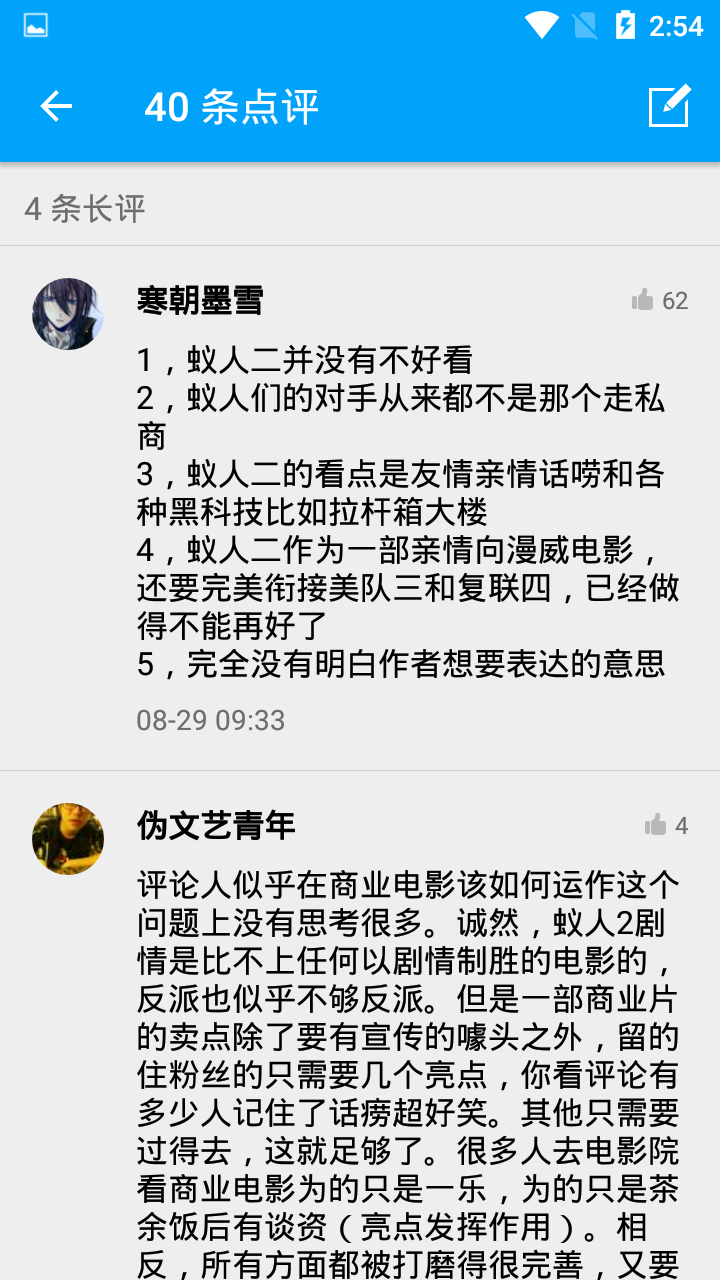 2:54
40 条点评
4 条长评
寒朝墨雪
62
1，蚁人二并没有不好看
2，蚁人们的对手从来都不是那个走私
商
3，蚁人二的看点是友情亲情话唠和各
种黑科技比如拉杆箱大楼
4，蚁人二作为一部亲情向漫威电影，
还要完美衔接美队三和复联四，已经做
得不能再好了
5，完全没有明白作者想要表达的意思
08-29 09:33
伪文艺青年
4
评论人似乎在商业电影该如何运作这个
问题上没有思考很多。诚然，蚁人2剧
情是比不上任何以剧情制胜的电影的，
反派也似乎不够反派。但是一部商业片
的卖点除了要有宣传的噱头之外，留的
住粉丝的只需要几个亮点，你看评论有
多少人记住了话痨超好笑。其他只需要
过得去，这就足够了。很多人去电影院
看商业电影为的只是一乐，为的只是茶
余饭后有谈资（亮点发挥作用）。相
反，所有方面都被打磨得很完善，又要